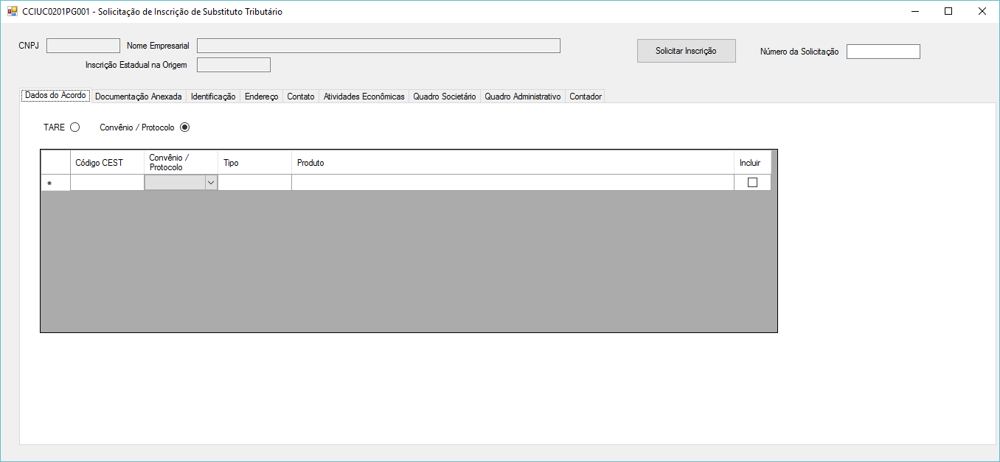 CCIUC0201PG001 - Solicitação de Inscrição de Substituto Tributário
CNPJ
Nome Empresarial
Solicitar Inscrição
Número da Solicitação
Inscrição Estadual na Origem
Dados do Acordo
Documentação Anexada
Identificação
Endereço
Contato
Atividades Econômicas
Quadro Societário
Quadro Administrativo
Contador
TARE
Convênio / Protocolo
Código CEST
Convênio /
Protocolo
Tipo
Produto
Incluir
*